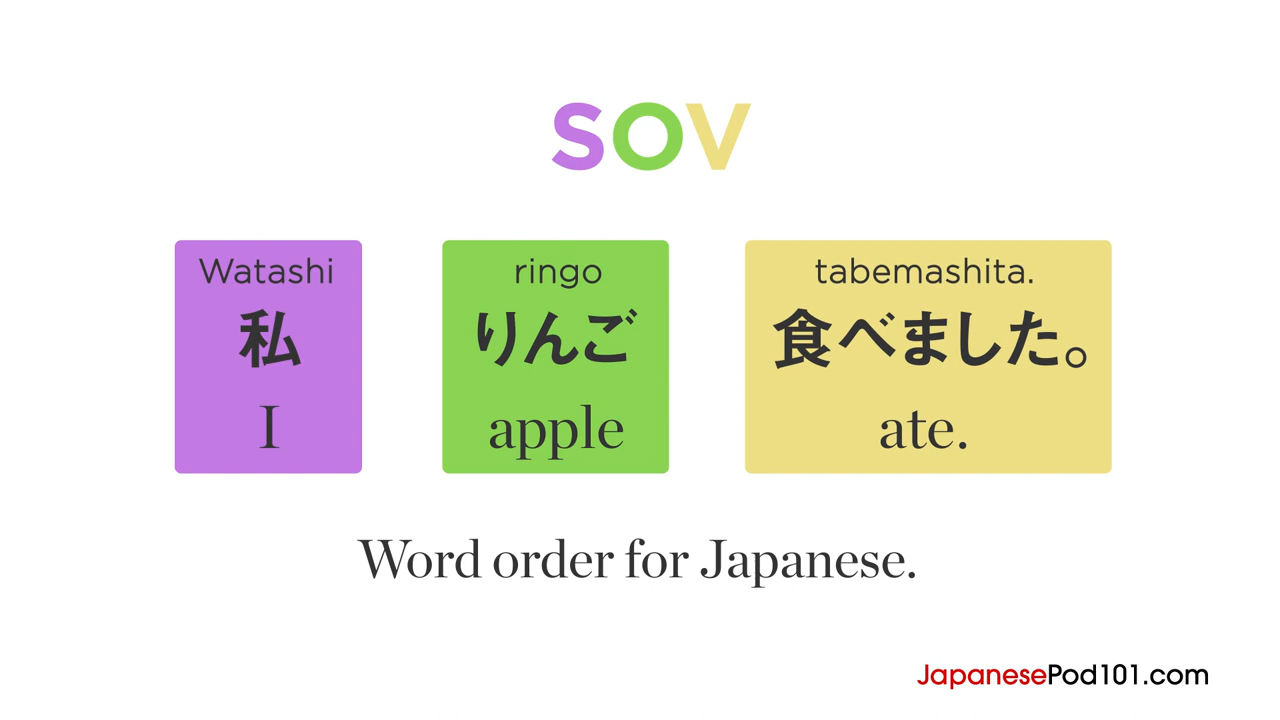 SOV
Watashi
私
I
ringo
りんご
apple
tabemashita.
食べました。
ate.
Word order for Japanese.
JapanesePod101.com